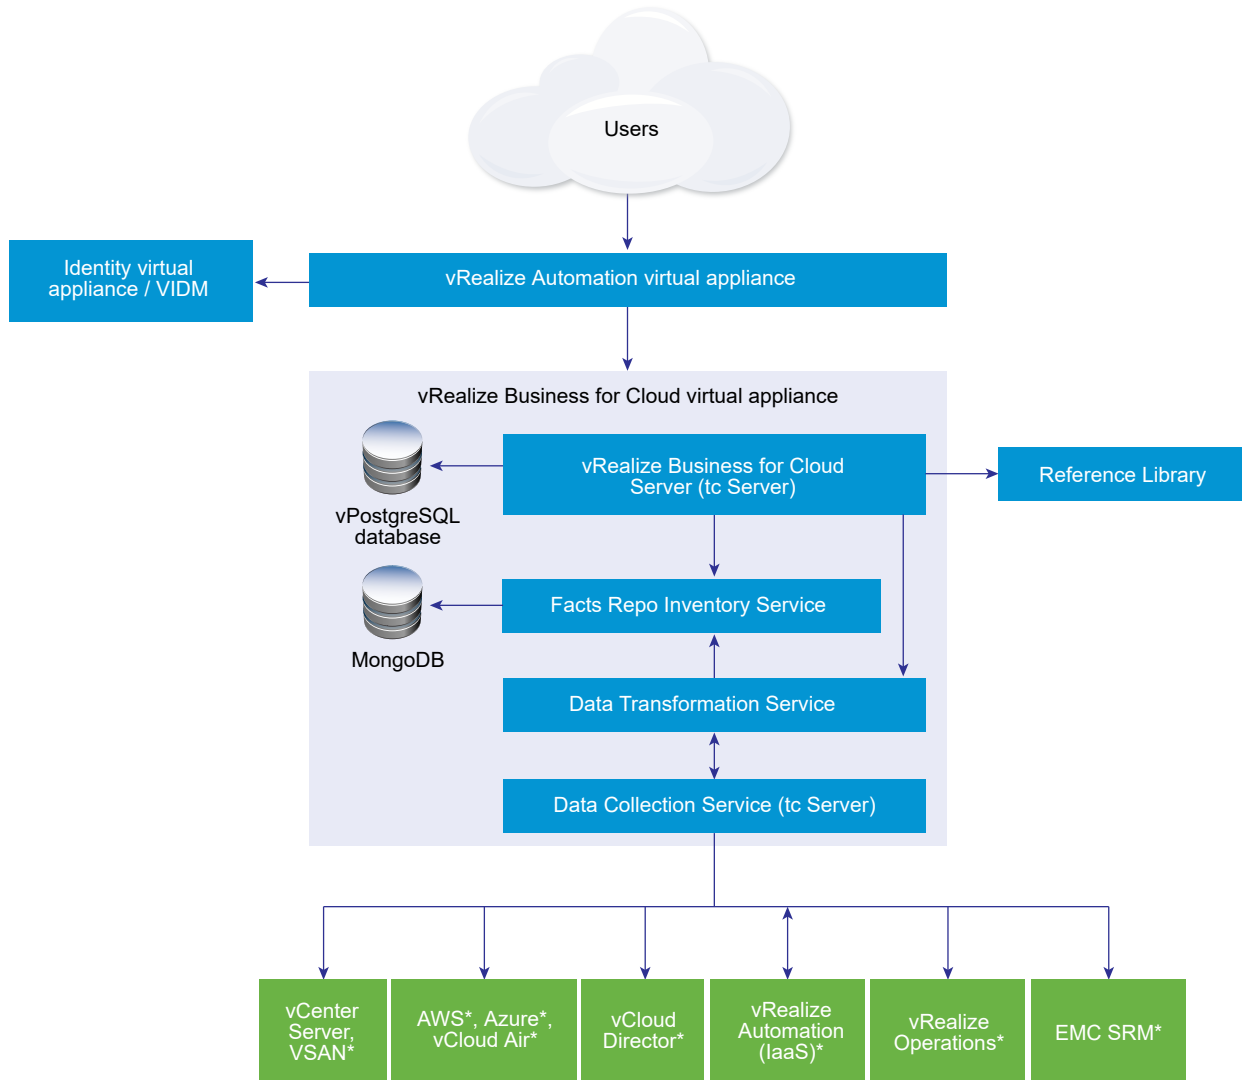 Users
Identity virtual
appliance / VIDM
vRealize Automation virtual appliance
vRealize Business for Cloud virtual appliance
vRealize Business for Cloud
Server (tc Server)
Reference Library
vPostgreSQL
database
Facts Repo Inventory Service
MongoDB
Data Transformation Service
Data Collection Service (tc Server)
vCenter
Server,
VSAN*
AWS*, Azure*,
vCloud Air*
vCloud
Director*
vRealize
Automation
(IaaS)*
vRealize
Operations*
EMC SRM*